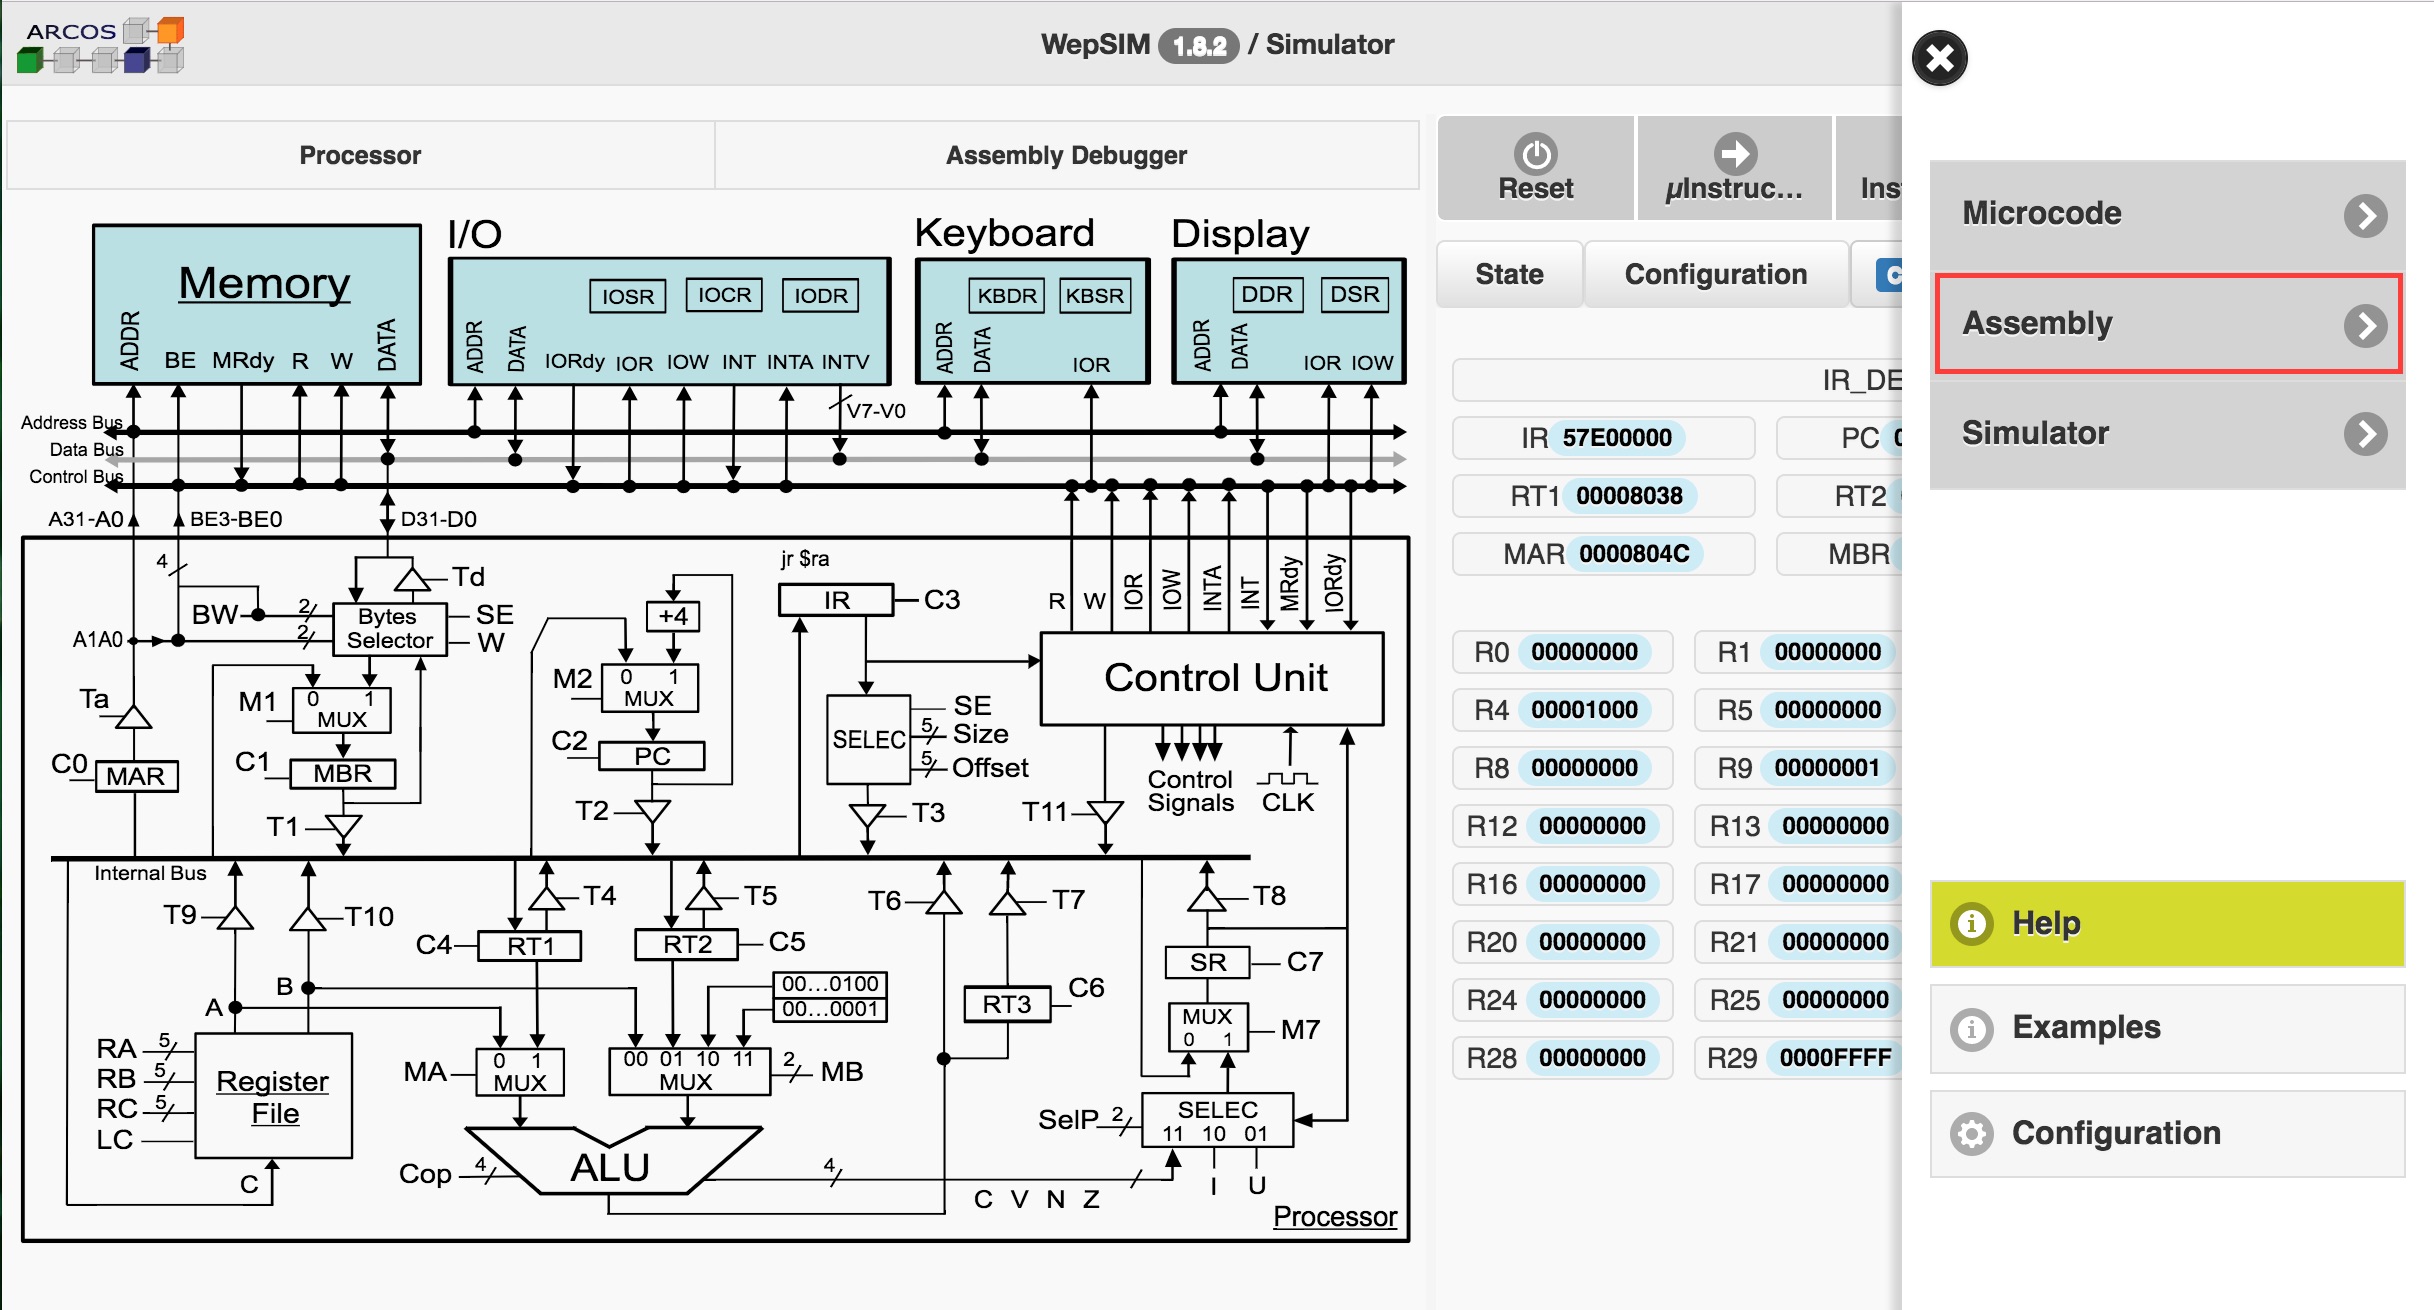 ARCOS
WepSIM 1.8.2 / Simulator
Processor
Assembly Debugger
Reset
µInstruc...
State
Configuration
IR 57E00000
RT1 00008038
RT2
MAR 0000804C
MBR
PC
R0 00000000
R1 00000000
R4 00001000
R5 00000000
R8 00000000
R9 00000001
R12 00000000
R13 00000000
R16 00000000
R17 00000000
R20 00000000
R21 00000000
R24 00000000
R25 00000000
R28 00000000
R29 0000FFFF
Microcode
Assembly
Simulator
Help
Examples
Configuration
Memory
ADDR BE MRdy R W DATA
I/O
IOSR IOCR IODR
ADDR DATA IORdy IOR IOW INT INTA INTV
Keyboard
KBDR KBSR
ADDR DATA IOR
Display
DDR DSR
ADDR DATA IOR IOW
V7-V0
Address Bus
Data Bus
Control Bus
A31-A0 BE3-BE0 D31-D0
4
Td
BW 2
Bytes
Selector
SE
W
A1A0 2
Ta
M1 0 1
MUX
C0 MAR
C1 MBR
T1
+4
M2 0 1
MUX
C2 PC
T2
jr $ra
IR C3
SELEC
SE
5 Size
5 Offset
T3
R W IOR IOW INTA INT MRdy IORdy
Control Unit
Control
Signals
CLK
T11
Internal Bus
T9 T10 T4 T5 T6 T7 T8
C4 RT1 RT2 C5
A B
00...0100
00...0001
RT3 C6
SR C7
MUX
0 1
M7
RA 5
RB 5
RC 5
LC
Register
File
C
MA 0 1
MUX
00 01 10 11
MUX
2 MB
Cop 4
ALU
4
C V N Z
SelP 2
SELEC
11 10 01
I U
Processor